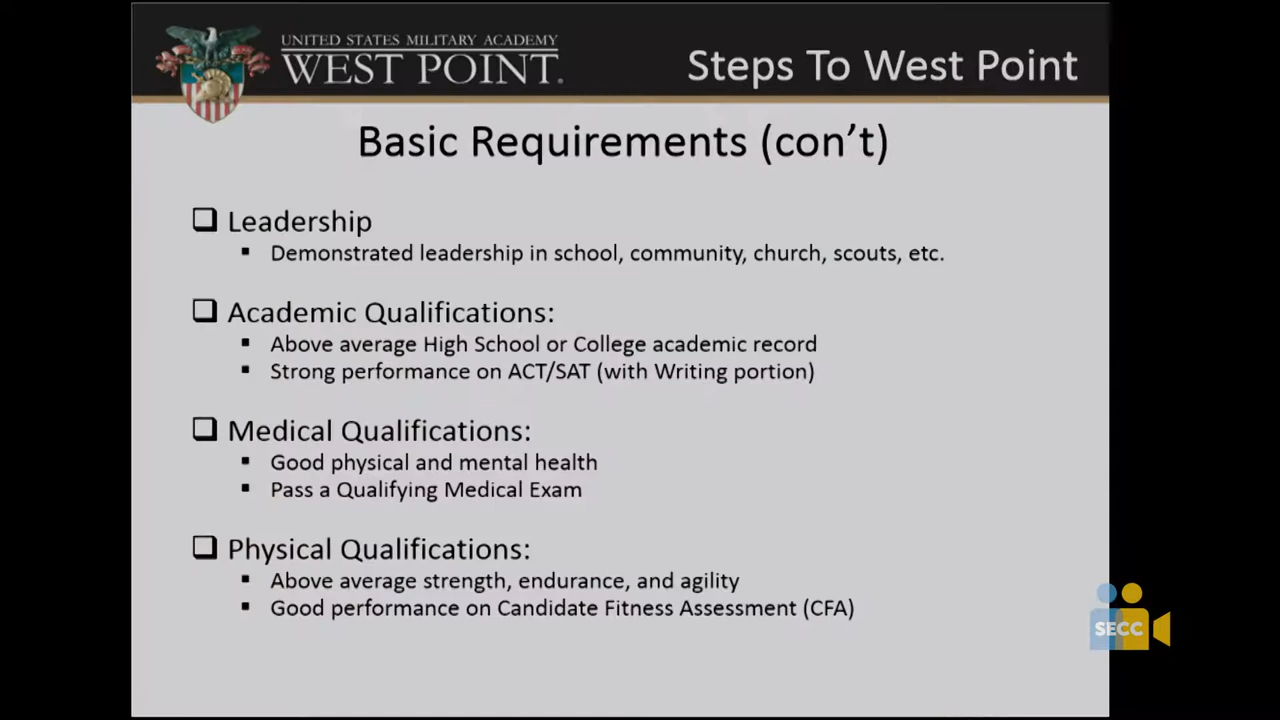 UNITED STATES MILITARY ACADEMY
WEST POINT.
Steps To West Point
Basic Requirements (con’t)
Leadership
Demonstrated leadership in school, community, church, scouts, etc.
Academic Qualifications:
Above average High School or College academic record
Strong performance on ACT/SAT (with Writing portion)
Medical Qualifications:
Good physical and mental health
Pass a Qualifying Medical Exam
Physical Qualifications:
Above average strength, endurance, and agility
Good performance on Candidate Fitness Assessment (CFA)
SECC